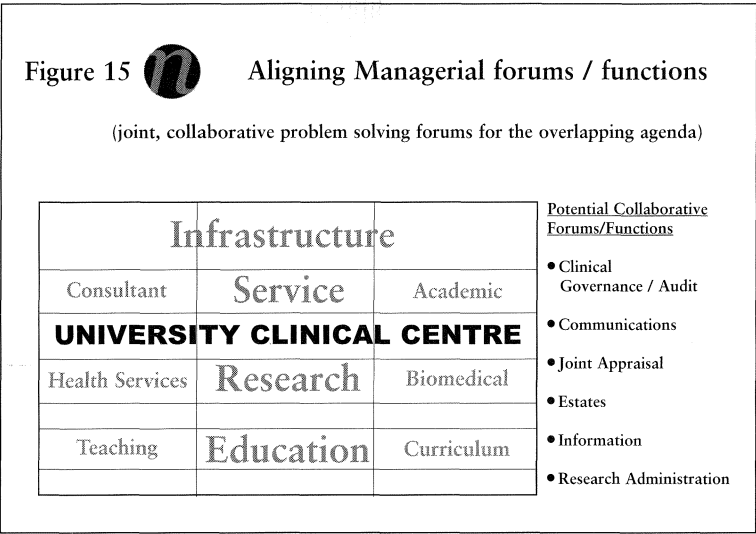 Figure 15 n Aligning Managerial forums / functions
(joint, collaborative problem solving forums for the overlapping agenda)
Infrastructure
Consultant Service Academic
UNIVERSITY CLINICAL CENTRE
Health Services Research Biomedical
Teaching Education Curriculum
Potential Collaborative
Forums/Functions
• Clinical
Governance / Audit
• Communications
• Joint Appraisal
• Estates
• Information
• Research Administration